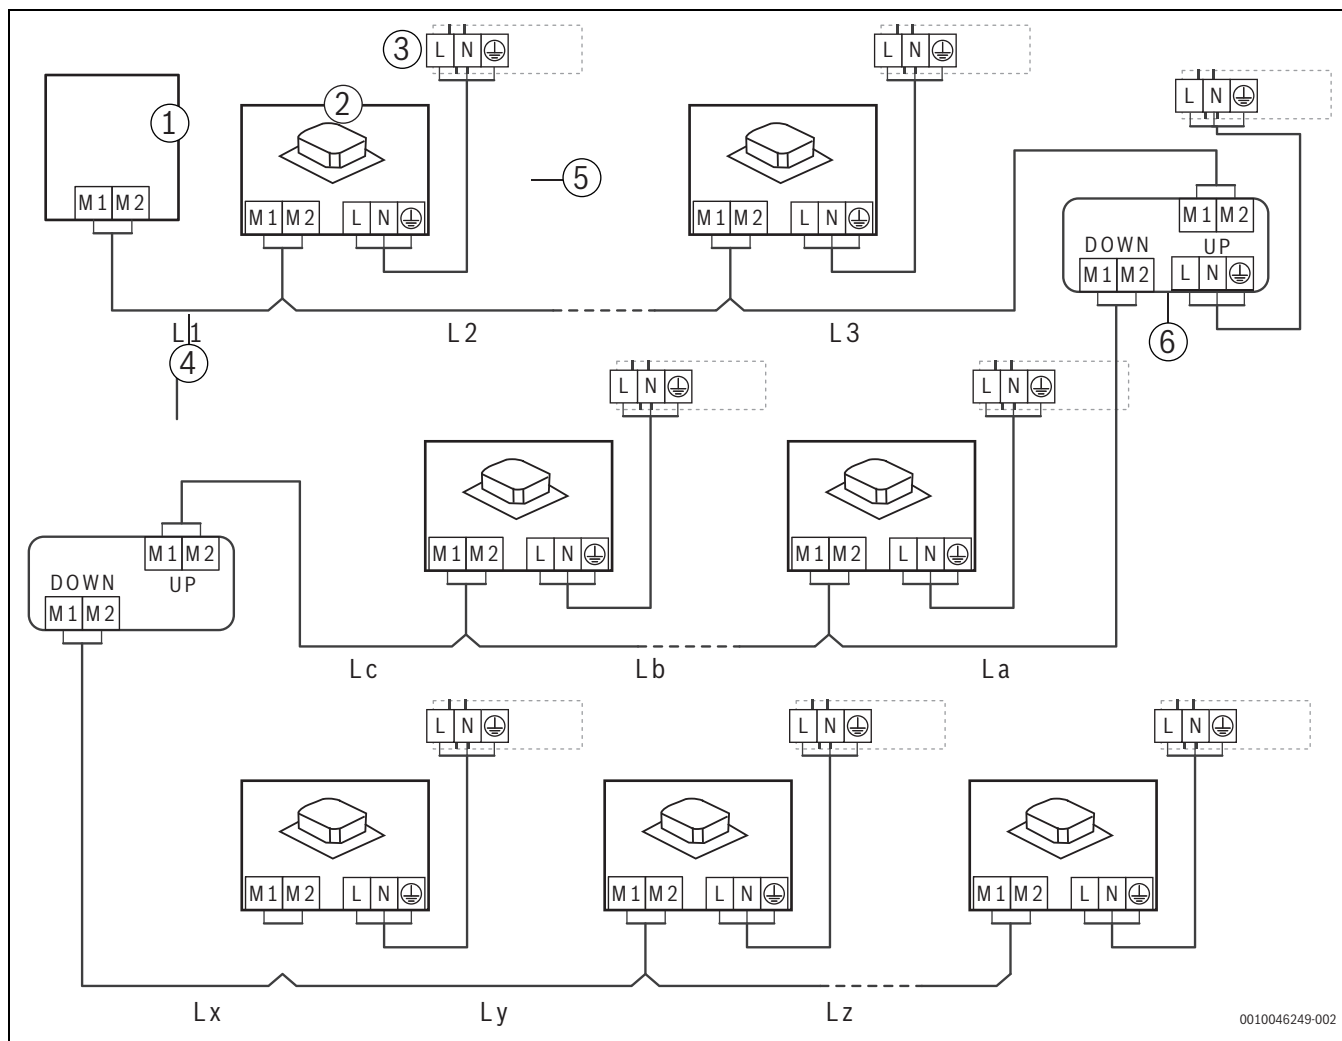 3 L N L N
2 L N
1
5
M1 M2 M1 M2 L N M1 M2 L N M1 M2
DOWN UP
M1 M2 L N
L1 L2 L3 6
4 L N L N
M1 M2 M1 M2 L N M1 M2 L N
DOWN UP
M1 M2
Lc Lb La
L N L N L N
M1 M2 L N M1 M2 L N M1 M2 L N
Lx Ly Lz
0010046249-002